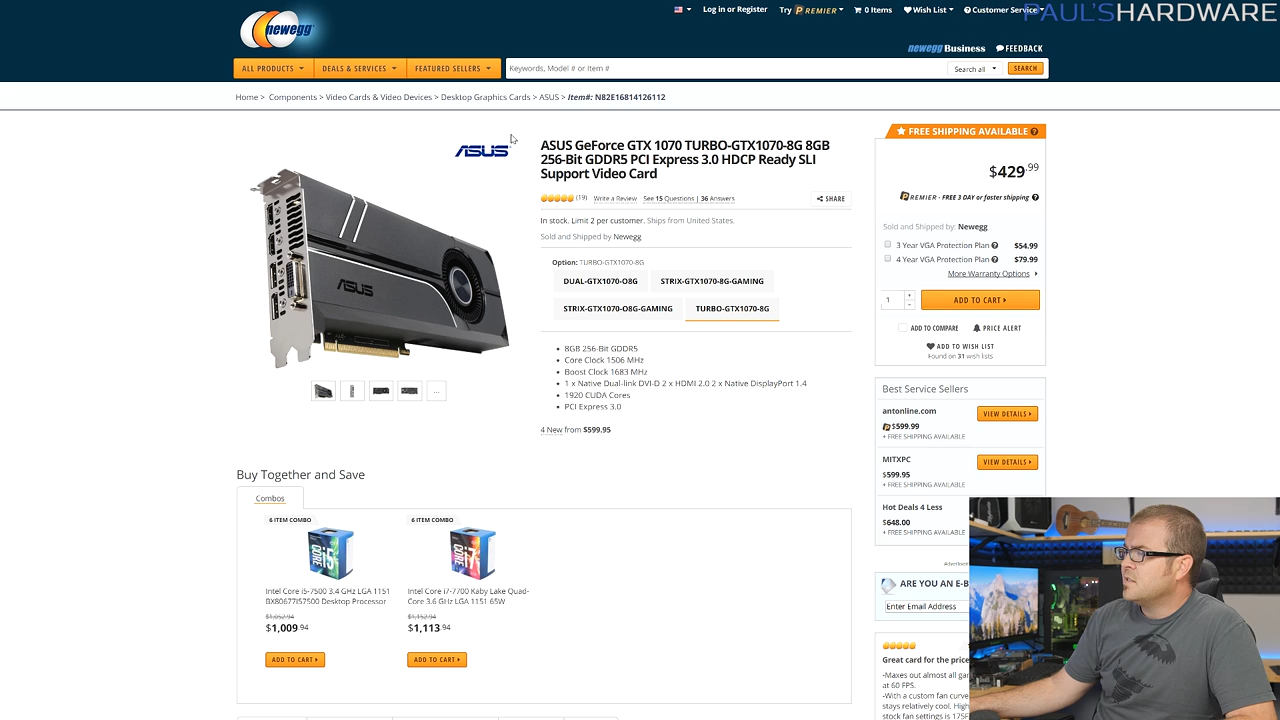 newegg
Log in or Register
Try PREMIER
0 Items
Wish List
Customer Service
PAUL'SHARDWARE
newegg Business
FEEDBACK
ALL PRODUCTS
DEALS & SERVICES
FEATURED SELLERS
Keywords, Model # or Item #
Search all
SEARCH
Home > Components > Video Cards & Video Devices > Desktop Graphics Cards > ASUS > Item#: N82E16814126112
ASUS
ASUS
ASUS GeForce GTX 1070 TURBO-GTX1070-8G 8GB
256-Bit GDDR5 PCI Express 3.0 HDCP Ready SLI
Support Video Card
(19) Write a Review See 15 Questions | 36 Answers
SHARE
In stock. Limit 2 per customer. Ships from United States.
Sold and Shipped by Newegg
Option: TURBO-GTX1070-8G
DUAL-GTX1070-O8G STRIX-GTX1070-8G-GAMING
STRIX-GTX1070-O8G-GAMING TURBO-GTX1070-8G
8GB 256-Bit GDDR5
Core Clock 1506 MHz
Boost Clock 1683 MHz
1 x Native Dual-link DVI-D 2 x HDMI 2.0 2 x Native DisplayPort 1.4
1920 CUDA Cores
PCI Express 3.0
4 New from $599.95
...
FREE SHIPPING AVAILABLE
$429.99
PREMIER - FREE 3 DAY or faster shipping
Sold and Shipped by: Newegg
3 Year VGA Protection Plan $54.99
4 Year VGA Protection Plan $79.99
More Warranty Options
1
ADD TO CART
ADD TO COMPARE
PRICE ALERT
ADD TO WISH LIST
Found on 31 wish lists
Best Service Sellers
antonline.com
$599.99
+ FREE SHIPPING AVAILABLE
VIEW DETAILS
MITXPC
$599.95
+ FREE SHIPPING AVAILABLE
VIEW DETAILS
Hot Deals 4 Less
$648.00
+ FREE SHIPPING AVAILABLE
ARE YOU AN E-B
Enter Email Address
Great card for the price
-Maxes out almost all
at 60 FPS.
-With a custom fan curve
stays relatively cool. High
stock fan settings is 175F
Buy Together and Save
Combos
6 ITEM COMBO
CORE i5
Intel Core i5-7500 3.4 GHz LGA 1151
BX80677I57500 Desktop Processor
$1,052.94
$1,009.94
ADD TO CART
6 ITEM COMBO
CORE i7
Intel Core i7-7700 Kaby Lake Quad-
Core 3.6 GHz LGA 1151 65W
$1,152.94
$1,113.94
ADD TO CART